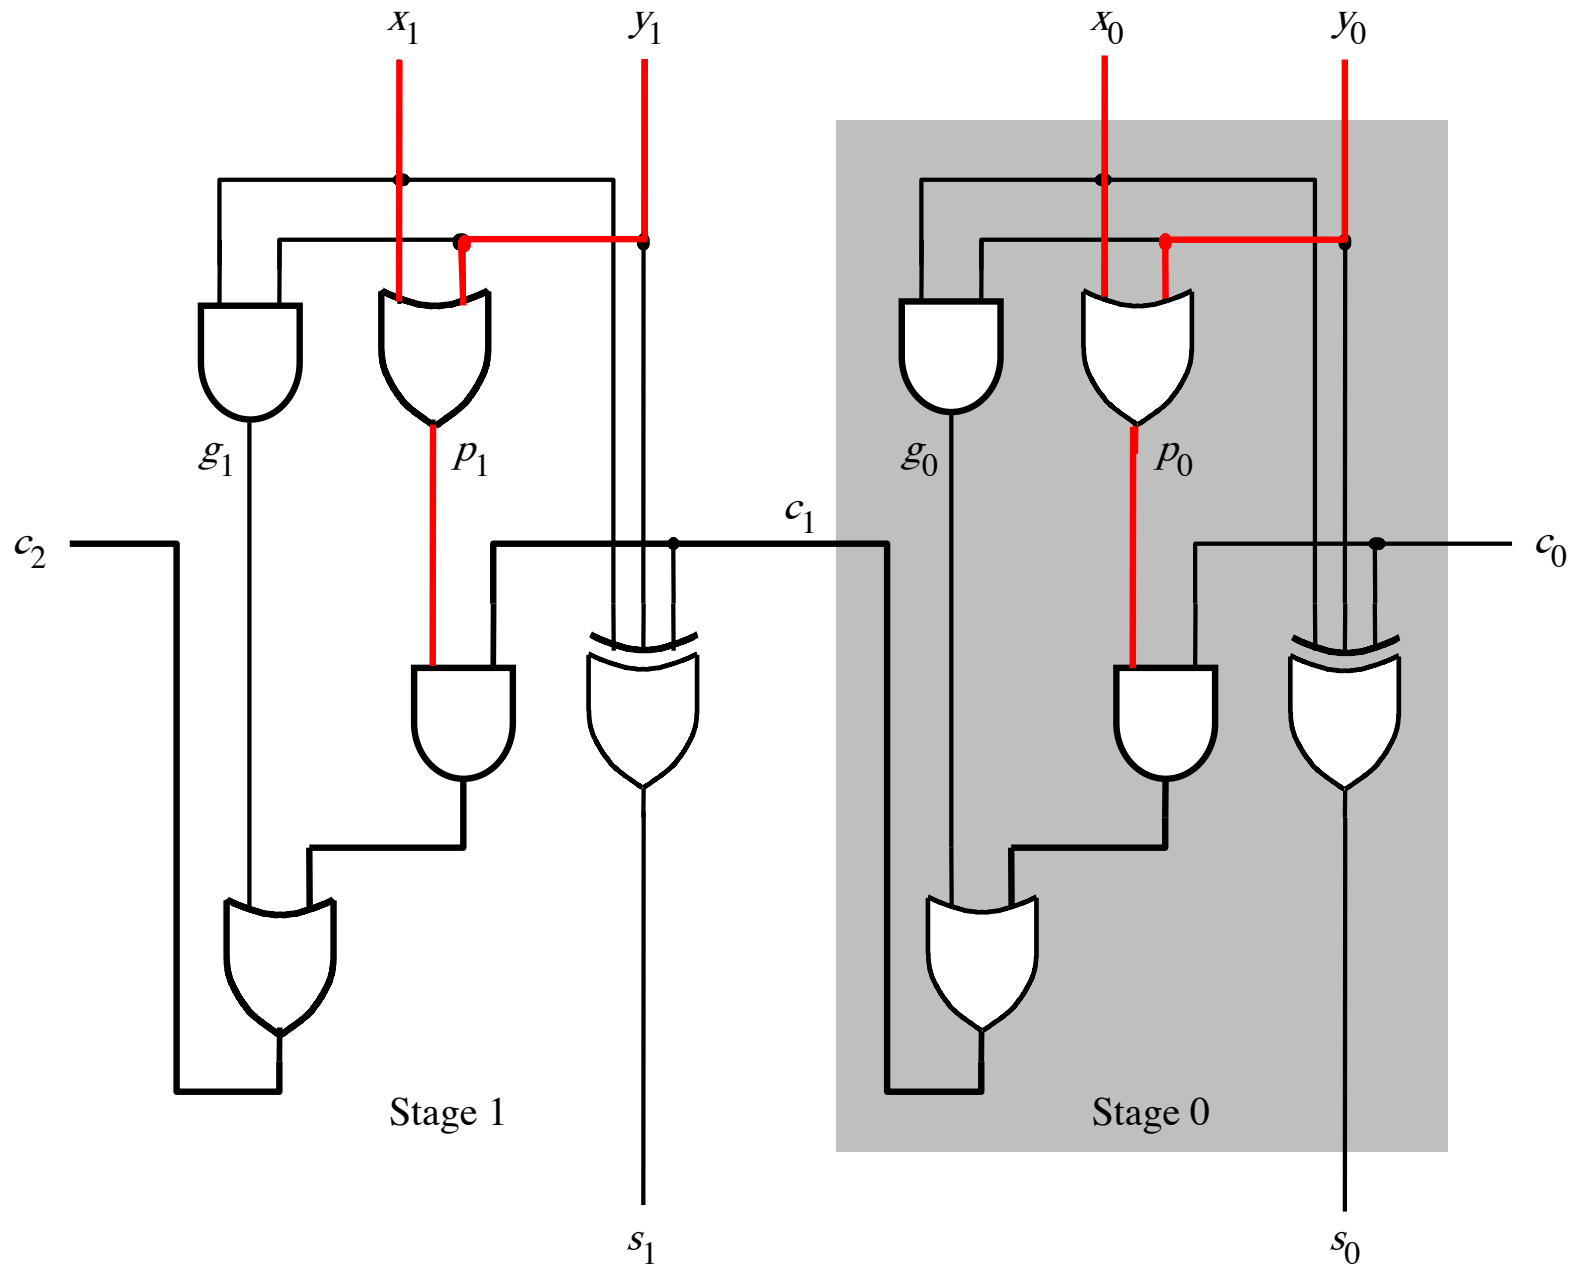 x₁ y₁ x₀ y₀
g₁ p₁ g₀ p₀
c₂ c₁ c₀
Stage 1 Stage 0
s₁ s₀